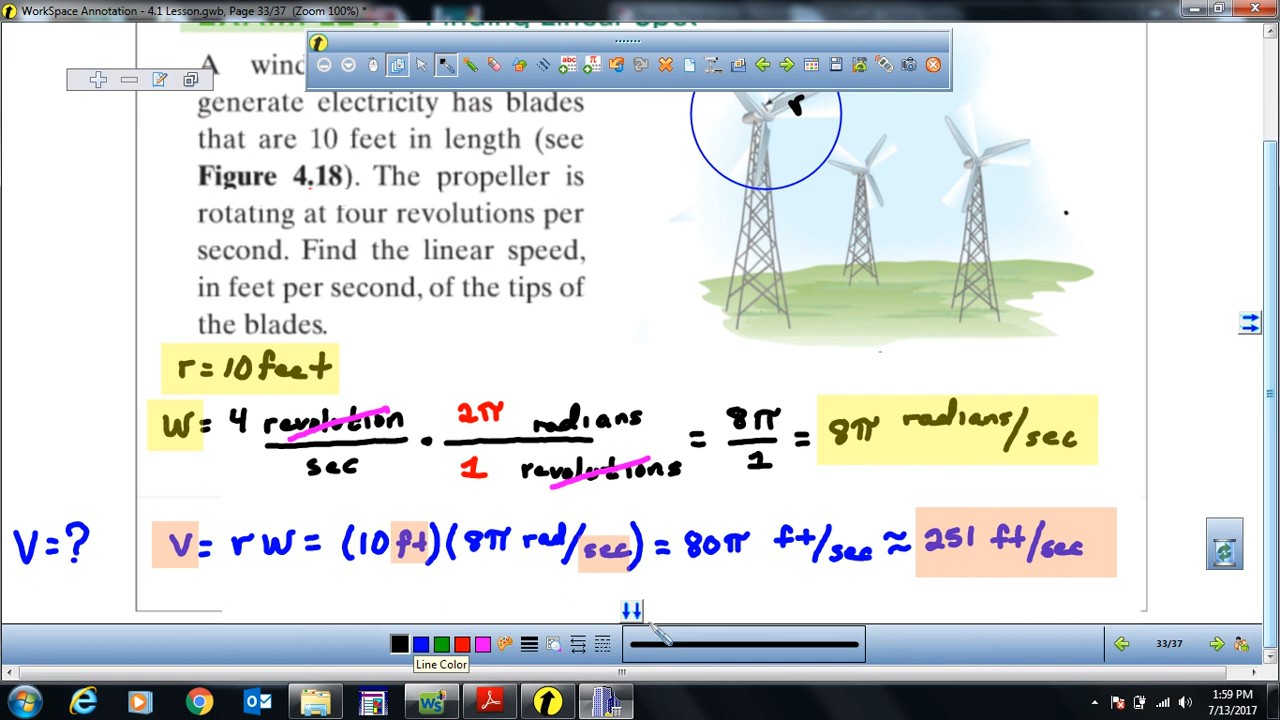 WorkSpace Annotation - 4.1 Lesson.gwb, Page 33/37 (Zoom 100%) *
A wind
generate electricity has blades
that are 10 feet in length (see
Figure 4.18). The propeller is
rotating at four revolutions per
second. Find the linear speed,
in feet per second, of the tips of
the blades.
r
r = 10 feet
W = 4 revolution/sec · 2π radians/1 revolutions = 8π/1 = 8π radians/sec
V = ? V = r W = (10 ft)(8π rad/sec) = 80π ft/sec ≈ 251 ft/sec
Line Color
33/37
1:59 PM
7/13/2017